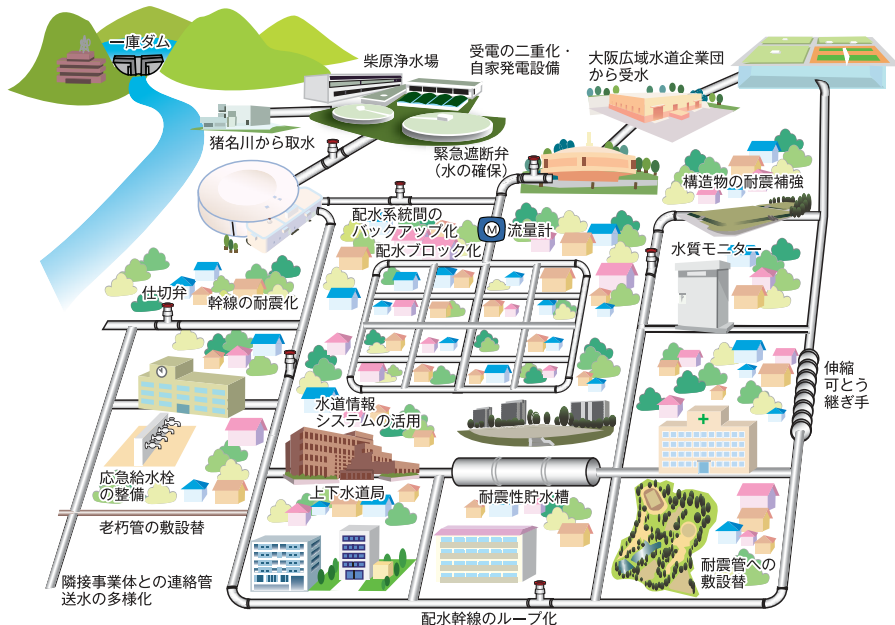 一庫ダム
柴原浄水場
受電の二重化・
自家発電設備
大阪広域水道企業団
から受水
猪名川から取水
緊急遮断弁
(水の確保)
構造物の耐震補強
配水系統間の
バックアップ化
配水ブロック化
M
流量計
水質モニター
仕切弁
幹線の耐震化
伸縮
可とう
継ぎ手
水道情報
システムの活用
応急給水栓
の整備
上下水道局
耐震性貯水槽
老朽管の敷設替
耐震管への
敷設替
隣接事業体との連絡管
送水の多様化
配水幹線のループ化